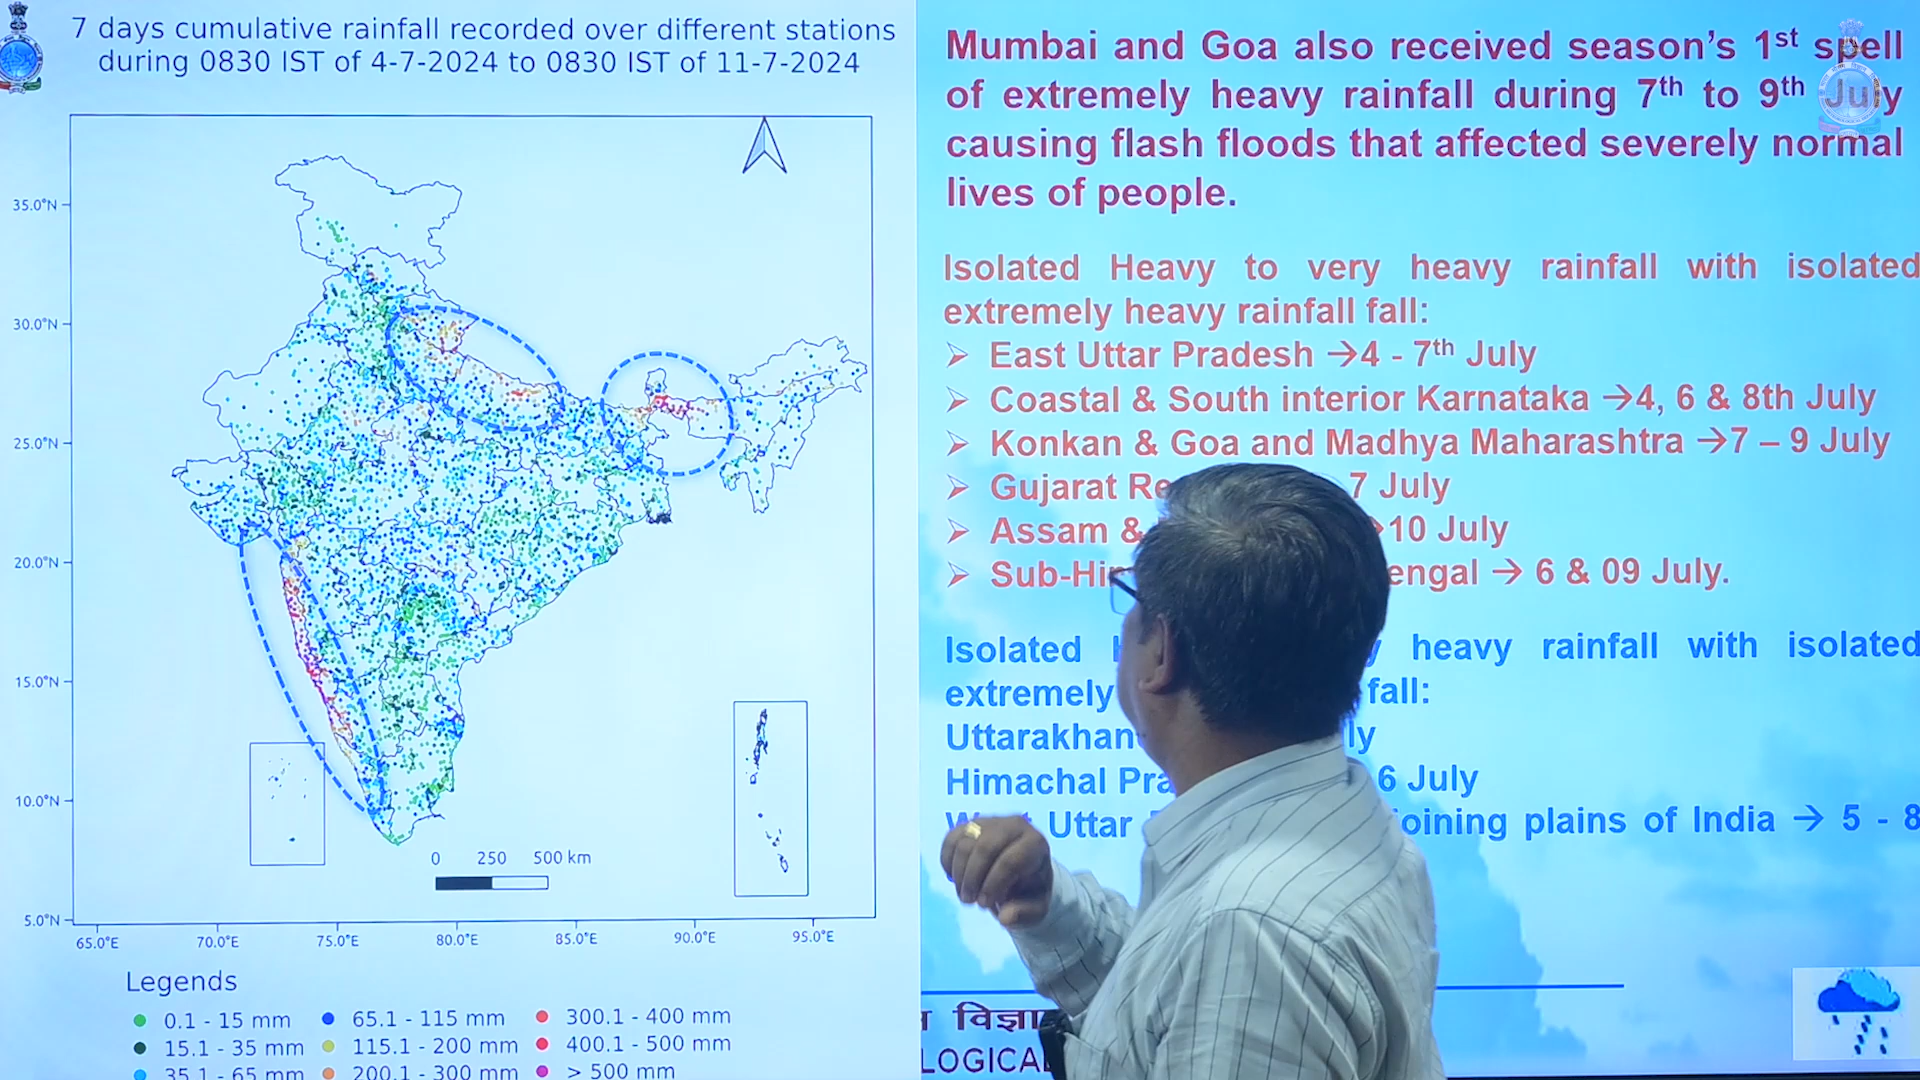 7 days cumulative rainfall recorded over different stations
during 0830 IST of 4-7-2024 to 0830 IST of 11-7-2024
35.0°N
30.0°N
25.0°N
20.0°N
15.0°N
10.0°N
5.0°N
0 250 500 km
65.0°E 70.0°E 75.0°E 80.0°E 85.0°E 90.0°E 95.0°E
Legends
0.1 - 15 mm 65.1 - 115 mm 300.1 - 400 mm
15.1 - 35 mm 115.1 - 200 mm 400.1 - 500 mm
35.1 - 65 mm 200.1 - 300 mm > 500 mm
Mumbai and Goa also received season's 1st spell
of extremely heavy rainfall during 7th to 9th July
causing flash floods that affected severely normal
lives of people.
Isolated Heavy to very heavy rainfall with isolated
extremely heavy rainfall fall:
➢ East Uttar Pradesh →4 - 7th July
➢ Coastal & South interior Karnataka →4, 6 & 8th July
➢ Konkan & Goa and Madhya Maharashtra →7 – 9 July
➢ Gujarat Re 7 July
➢ Assam & →10 July
➢ Sub-Hi engal → 6 & 09 July.
Isolated heavy rainfall with isolated
extremely fall:
Uttarakhan ly
Himachal Pra 6 July
Uttar oining plains of India → 5 - 8
विज्ञा
LOGICAL